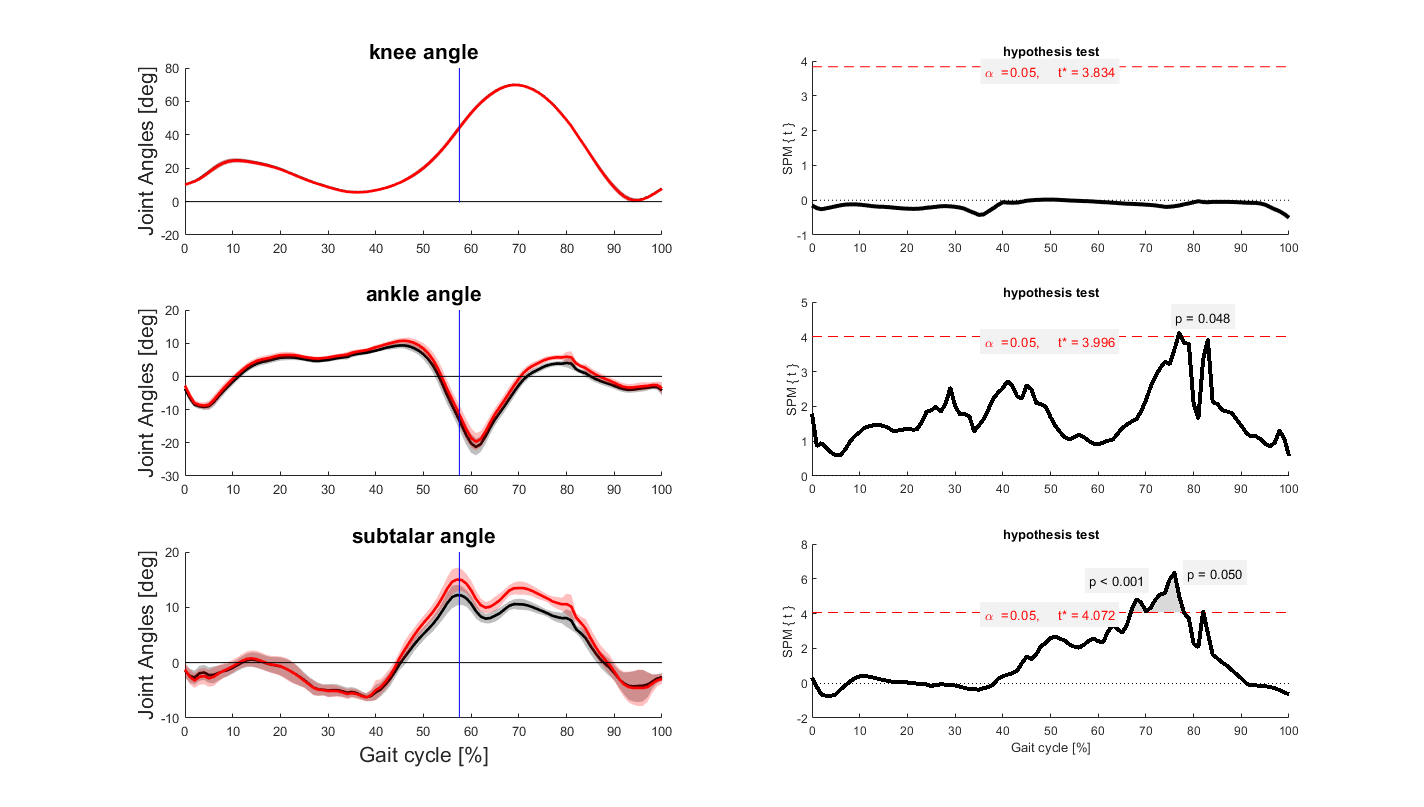 knee angle
Joint Angles [deg]
80
60
40
20
0
-20
0 10 20 30 40 50 60 70 80 90 100
hypothesis test
α =0.05, t* = 3.834
SPM { t }
4
3
2
1
0
-1
0 10 20 30 40 50 60 70 80 90 100
ankle angle
Joint Angles [deg]
20
10
0
-10
-20
-30
0 10 20 30 40 50 60 70 80 90 100
hypothesis test
p = 0.048
α =0.05, t* = 3.996
SPM { t }
5
4
3
2
1
0
0 10 20 30 40 50 60 70 80 90 100
subtalar angle
Joint Angles [deg]
20
10
0
-10
0 10 20 30 40 50 60 70 80 90 100
Gait cycle [%]
hypothesis test
p < 0.001
p = 0.050
α =0.05, t* = 4.072
SPM { t }
8
6
4
2
0
-2
0 10 20 30 40 50 60 70 80 90 100
Gait cycle [%]